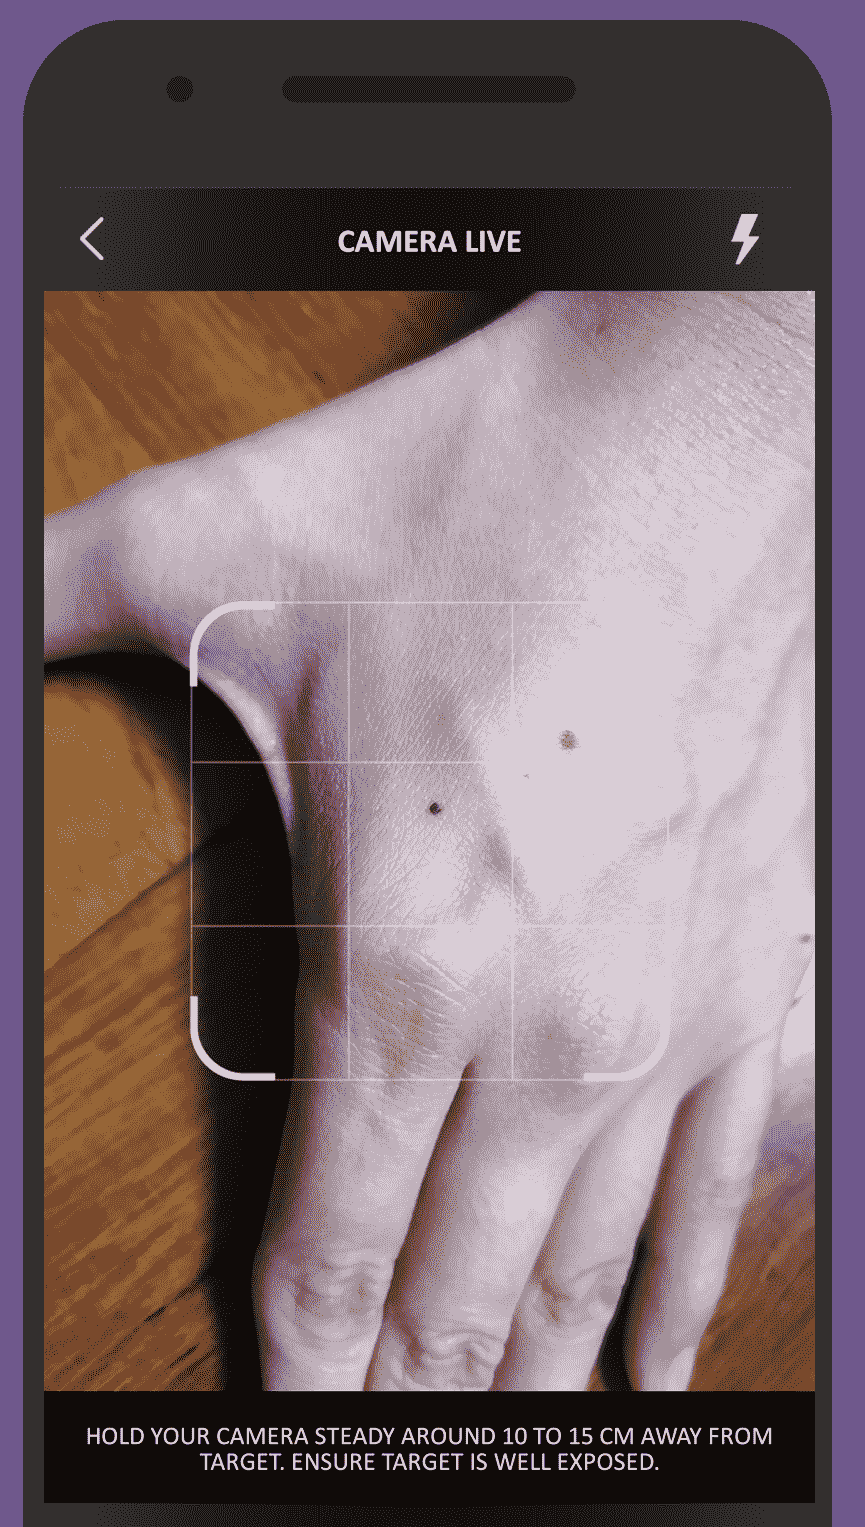 CAMERA LIVE
HOLD YOUR CAMERA STEADY AROUND 10 TO 15 CM AWAY FROM
TARGET. ENSURE TARGET IS WELL EXPOSED.